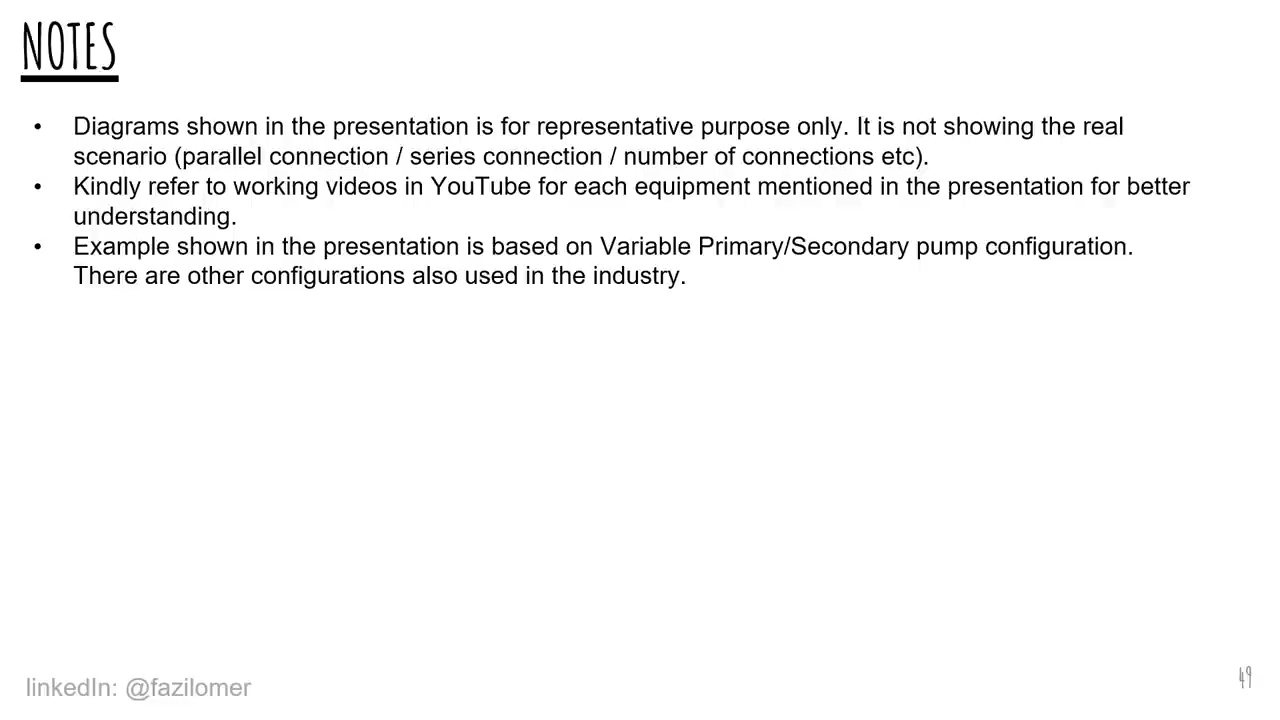 NOTES
• Diagrams shown in the presentation is for representative purpose only. It is not showing the real
scenario (parallel connection / series connection / number of connections etc).
• Kindly refer to working videos in YouTube for each equipment mentioned in the presentation for better
understanding.
• Example shown in the presentation is based on Variable Primary/Secondary pump configuration.
There are other configurations also used in the industry.
linkedIn: @fazilomer
49